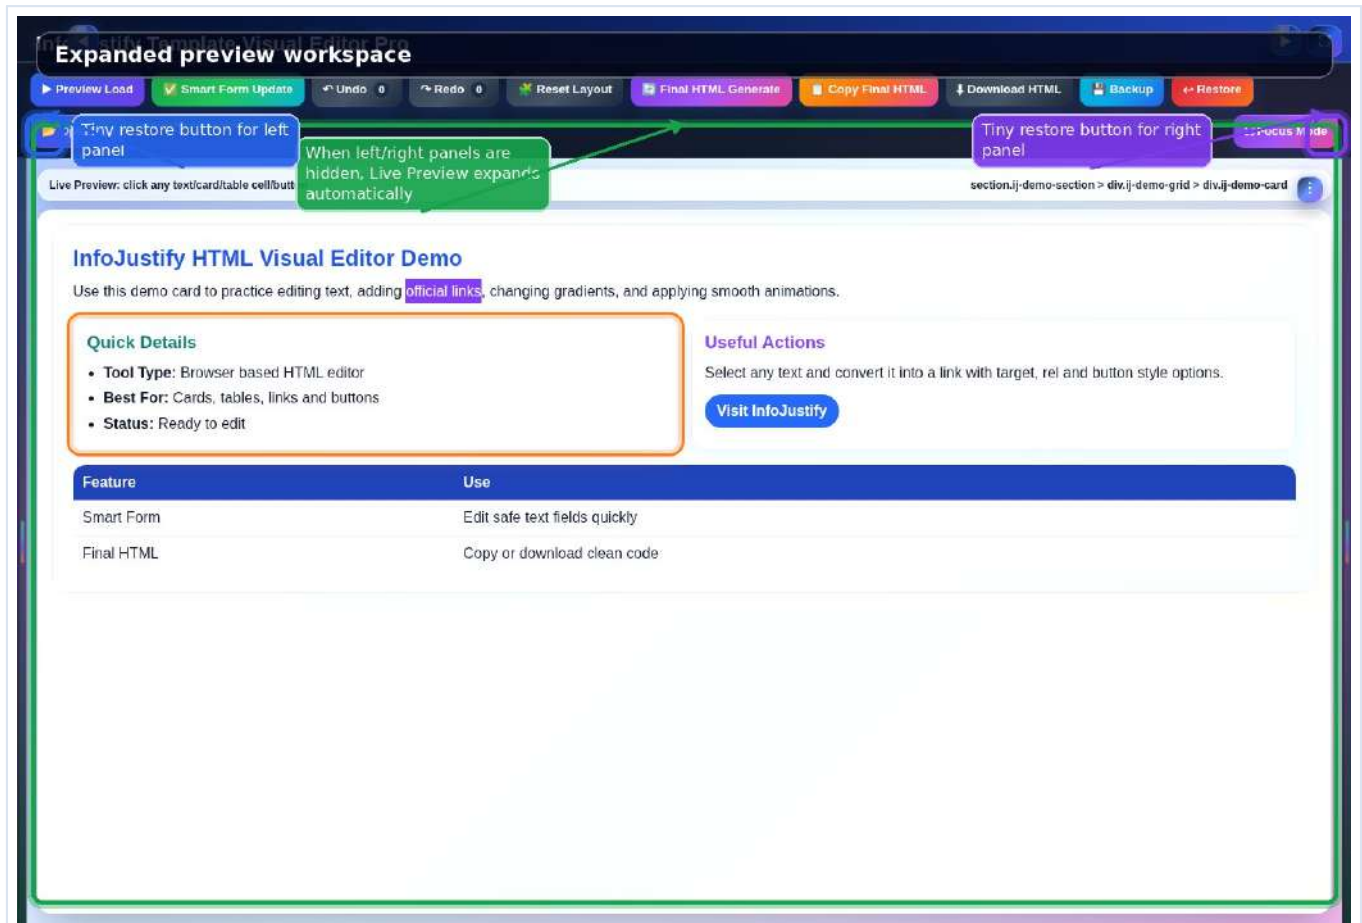 Expanded preview workspace
Preview Load
Smart Form Update
Undo 0
Redo 0
Reset Layout
Final HTML Generate
Copy Final HTML
Download HTML
Backup
Restore
Tiny restore button for left
panel
When left/right panels are
hidden, Live Preview expands
automatically
Tiny restore button for right
panel
Focus Mode
Live Preview: click any text/card/table cell/butt
section.ij-demo-section > div.ij-demo-grid > div.ij-demo-card
InfoJustify HTML Visual Editor Demo
Use this demo card to practice editing text, adding official links, changing gradients, and applying smooth animations.
Quick Details
• Tool Type: Browser based HTML editor
• Best For: Cards, tables, links and buttons
• Status: Ready to edit
Useful Actions
Select any text and convert it into a link with target, rel and button style options.
Visit InfoJustify
Feature Use
Smart Form Edit safe text fields quickly
Final HTML Copy or download clean code